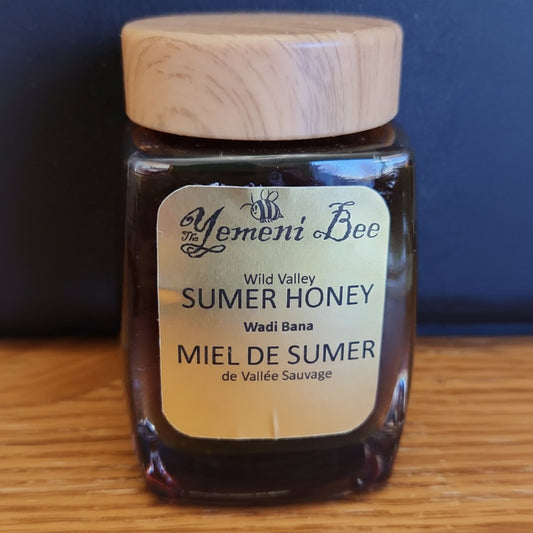 The Yemeni Bee
Wild Valley
SUMER HONEY
Wadi Bana
MIEL DE SUMER
de Vallée Sauvage